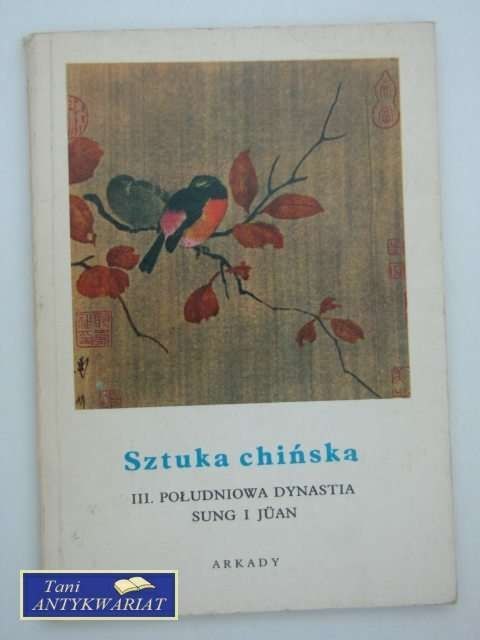 Sztuka chińska
III. POŁUDNIOWA DYNASTIA
SUNG I JÜAN
ARKADY
Tani
ANTYKWARIAT